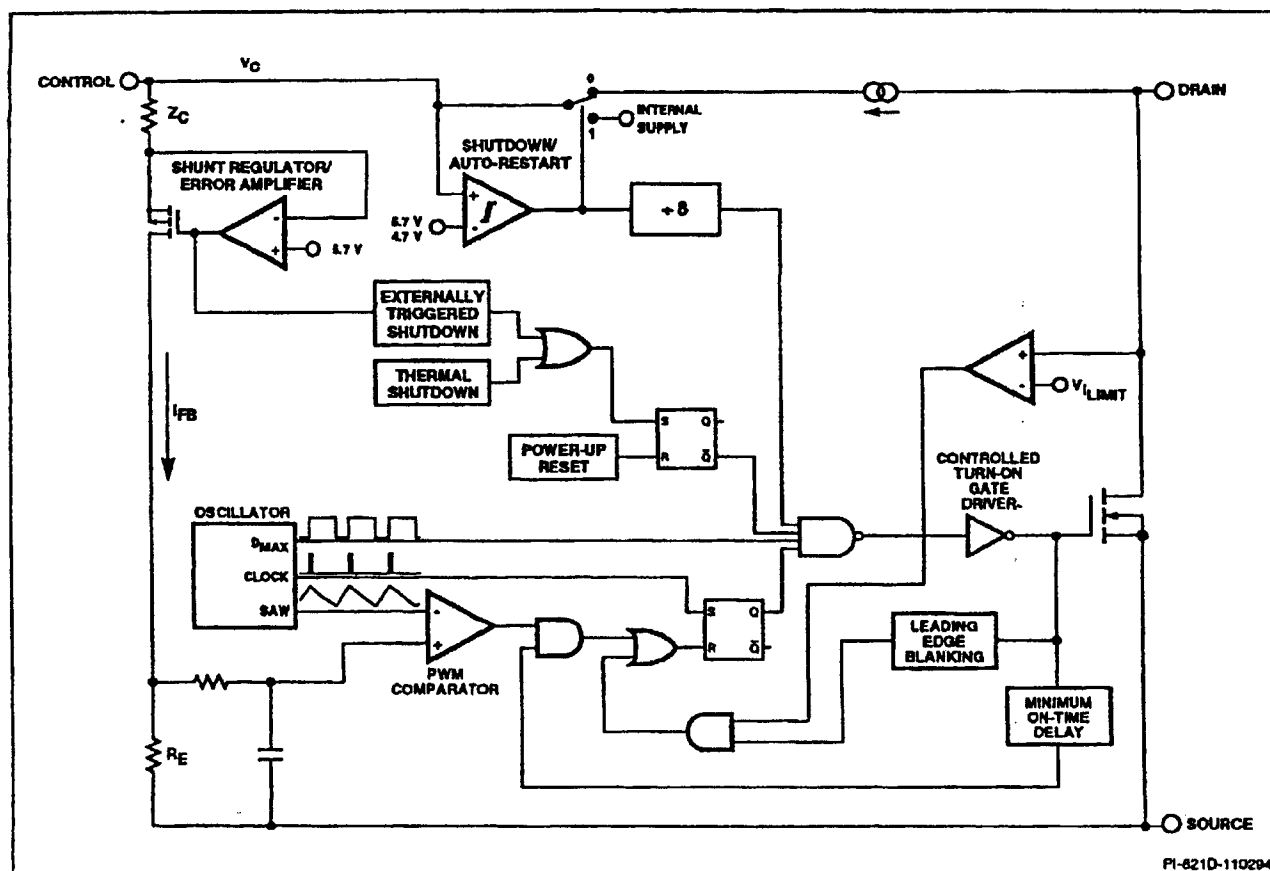 CONTROL
V_C
Z_C
0
1
INTERNAL
SUPPLY
DRAIN
SHUTDOWN/
AUTO-RESTART
+
-
5.7 V
4.7 V
÷ 8
SHUNT REGULATOR/
ERROR AMPLIFIER
-
+
5.7 V
EXTERNALLY
TRIGGERED
SHUTDOWN
THERMAL
SHUTDOWN
I_FB
+
-
V_I_LIMIT
S
Q
R
Q̅
POWER-UP
RESET
CONTROLLED
TURN-ON
GATE
DRIVER
OSCILLATOR
D_MAX
CLOCK
SAW
-
+
PWM
COMPARATOR
S
Q
R
Q̅
LEADING
EDGE
BLANKING
MINIMUM
ON-TIME
DELAY
R_E
SOURCE
PI-621D-110294